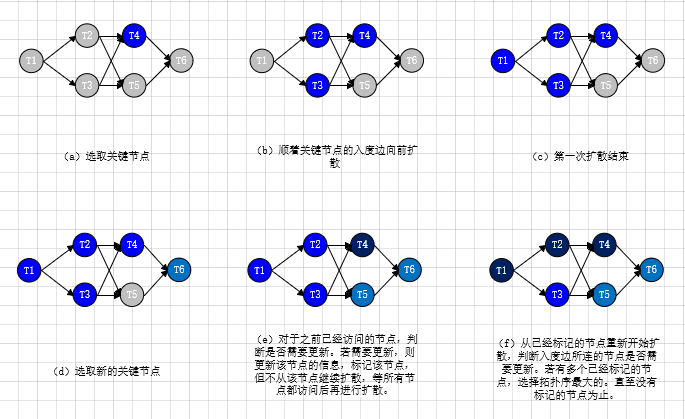 T1 T2 T3 T4 T5 T6
T1 T2 T3 T4 T5 T6
T1 T2 T3 T4 T5 T6
（a）选取关键节点
（b）顺着关键节点的入度边向前扩
散
（c）第一次扩散结束
T1 T2 T3 T4 T5 T6
T1 T2 T3 T4 T5 T6
T1 T2 T3 T4 T5 T6
（d）选取新的关键节点
（e）对于之前已经访问的节点，判
断是否需要更新。若需要更新，则
更新该节点的信息，标记该节点，
但不从该节点继续扩散，等所有节
点都访问后再进行扩散。
（f）从已经标记的节点重新开始扩
散，判断入度边所连的节点是否需
要更新。若有多个已经标记的节
点，选择拓扑序最大的。直至没有
标记的节点为止。